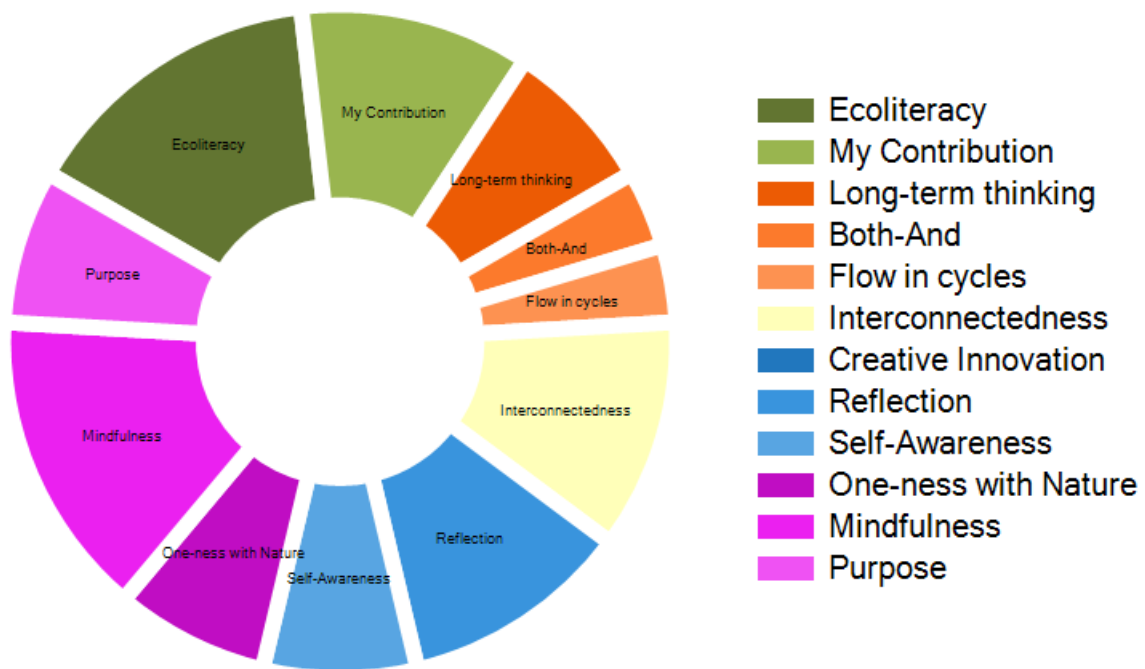 My Contribution
Ecoliteracy
Long-term thinking
Both-And
Purpose
Flow in cycles
Interconnectedness
Mindfulness
Reflection
One-ness with Nature
Self-Awareness
Ecoliteracy
My Contribution
Long-term thinking
Both-And
Flow in cycles
Interconnectedness
Creative Innovation
Reflection
Self-Awareness
One-ness with Nature
Mindfulness
Purpose